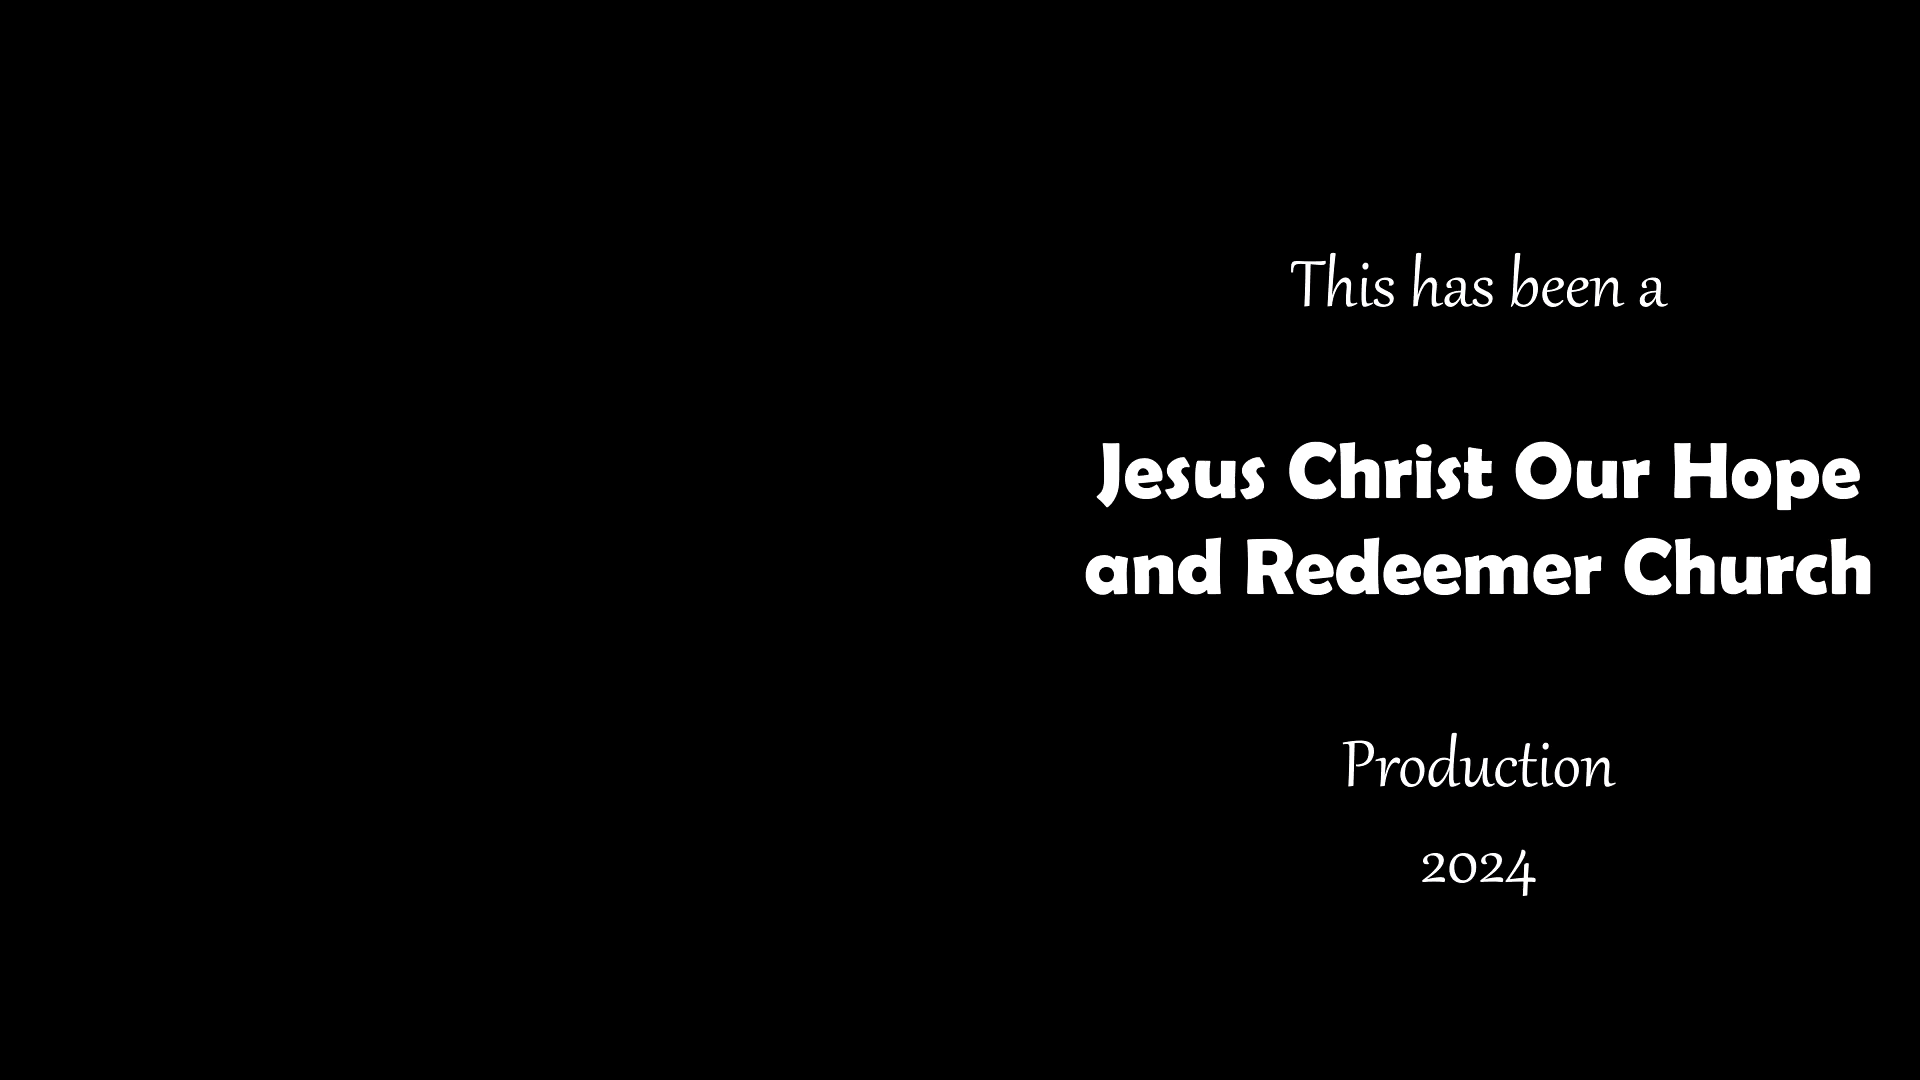 This has been a
Jesus Christ Our Hope
and Redeemer Church
Production
2024